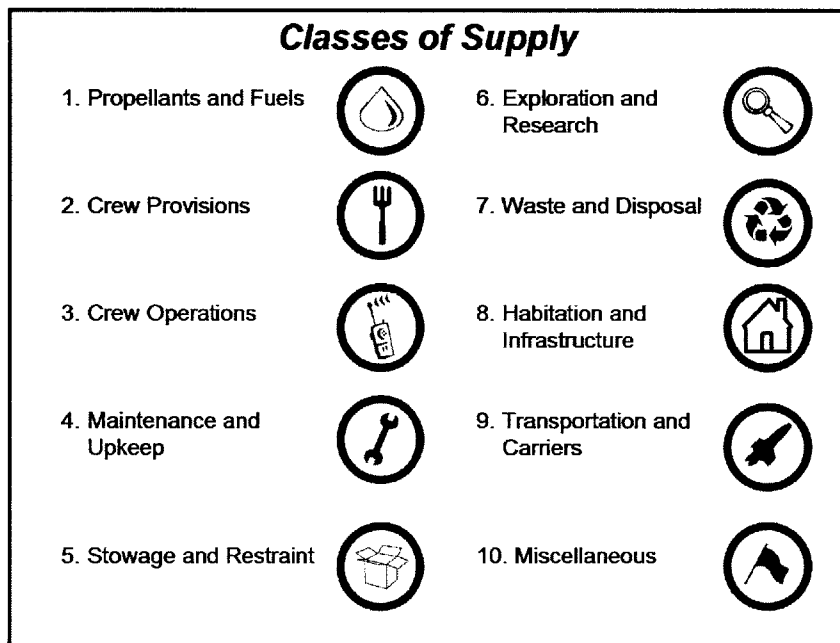 Classes of Supply
1. Propellants and Fuels
2. Crew Provisions
3. Crew Operations
4. Maintenance and
Upkeep
5. Stowage and Restraint
6. Exploration and
Research
7. Waste and Disposal
8. Habitation and
Infrastructure
9. Transportation and
Carriers
10. Miscellaneous